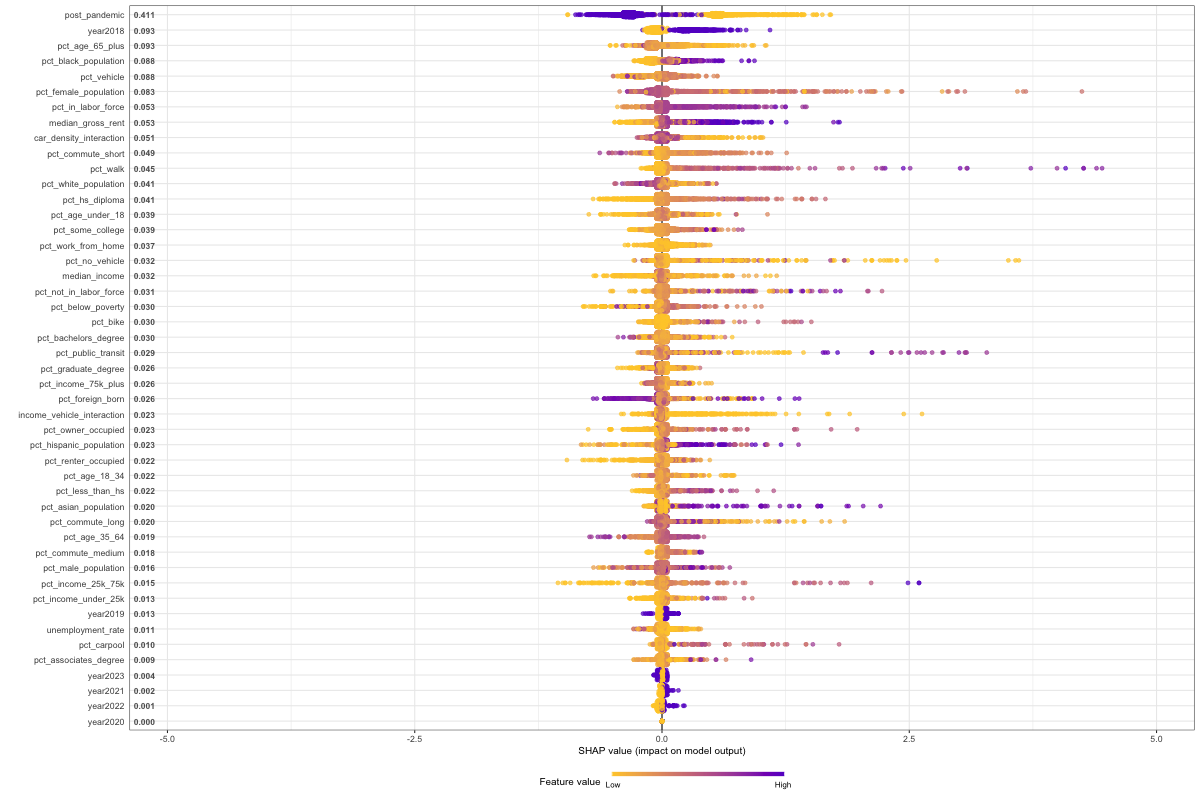 post_pandemic 0.411
year2018 0.093
pct_age_65_plus 0.093
pct_black_population 0.088
pct_vehicle 0.088
pct_female_population 0.083
pct_in_labor_force 0.053
median_gross_rent 0.053
car_density_interaction 0.051
pct_commute_short 0.049
pct_walk 0.045
pct_white_population 0.041
pct_hs_diploma 0.041
pct_age_under_18 0.039
pct_some_college 0.039
pct_work_from_home 0.037
pct_no_vehicle 0.032
median_income 0.032
pct_not_in_labor_force 0.031
pct_below_poverty 0.030
pct_bike 0.030
pct_bachelors_degree 0.030
pct_public_transit 0.029
pct_graduate_degree 0.026
pct_income_75k_plus 0.026
pct_foreign_born 0.026
income_vehicle_interaction 0.023
pct_owner_occupied 0.023
pct_hispanic_population 0.023
pct_renter_occupied 0.022
pct_age_18_34 0.022
pct_less_than_hs 0.022
pct_asian_population 0.020
pct_commute_long 0.020
pct_age_35_64 0.019
pct_commute_medium 0.018
pct_male_population 0.016
pct_income_25k_75k 0.015
pct_income_under_25k 0.013
year2019 0.013
unemployment_rate 0.011
pct_carpool 0.010
pct_associates_degree 0.009
year2023 0.004
year2021 0.002
year2022 0.001
year2020 0.000
-5.0 -2.5 0.0 2.5 5.0
SHAP value (impact on model output)
Feature value Low High